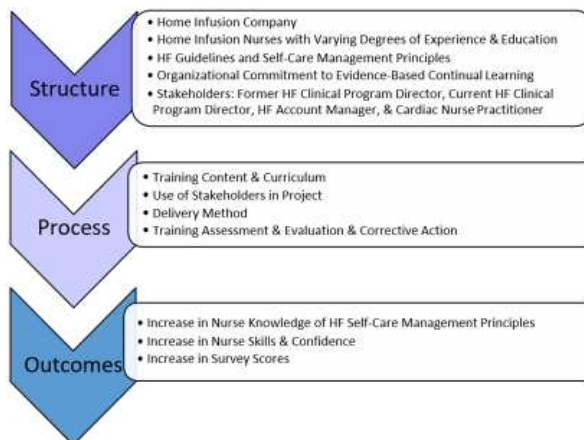 Structure
• Home Infusion Company
• Home Infusion Nurses with Varying Degrees of Experience & Education
• HF Guidelines and Self-Care Management Principles
• Organizational Commitment to Evidence-Based Continual Learning
• Stakeholders: Former HF Clinical Program Director, Current HF Clinical
Program Director, HF Account Manager, & Cardiac Nurse Practitioner
Process
• Training Content & Curriculum
• Use of Stakeholders in Project
• Delivery Method
• Training Assessment & Evaluation & Corrective Action
Outcomes
• Increase in Nurse Knowledge of HF Self-Care Management Principles
• Increase in Nurse Skills & Confidence
• Increase in Survey Scores